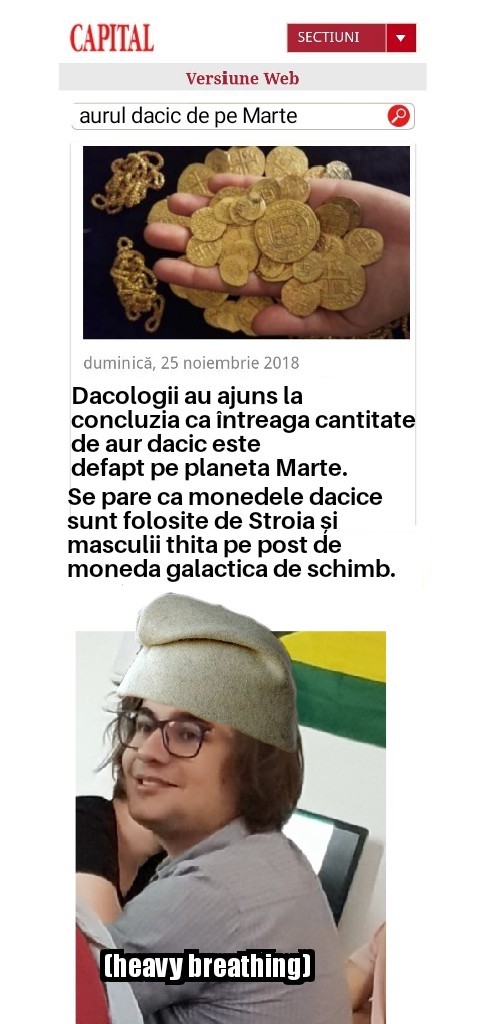 CAPITAL
SECTIUNI
Versiune Web
aurul dacic de pe Marte
duminică, 25 noiembrie 2018
Dacologii au ajuns la
concluzia ca întreaga cantitate
de aur dacic este
defapt pe planeta Marte.
Se pare ca monedele dacice
sunt folosite de Stroia și
masculii thita pe post de
moneda galactica de schimb.
(heavy breathing)